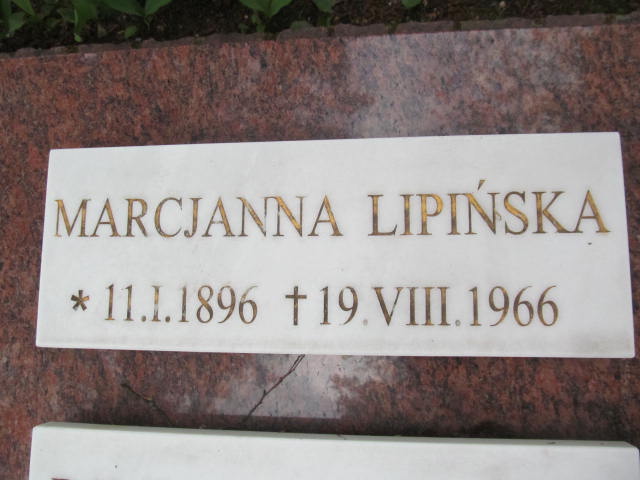 MARCJANNA LIPIŃSKA
* 11.I.1896 † 19.VIII.1966